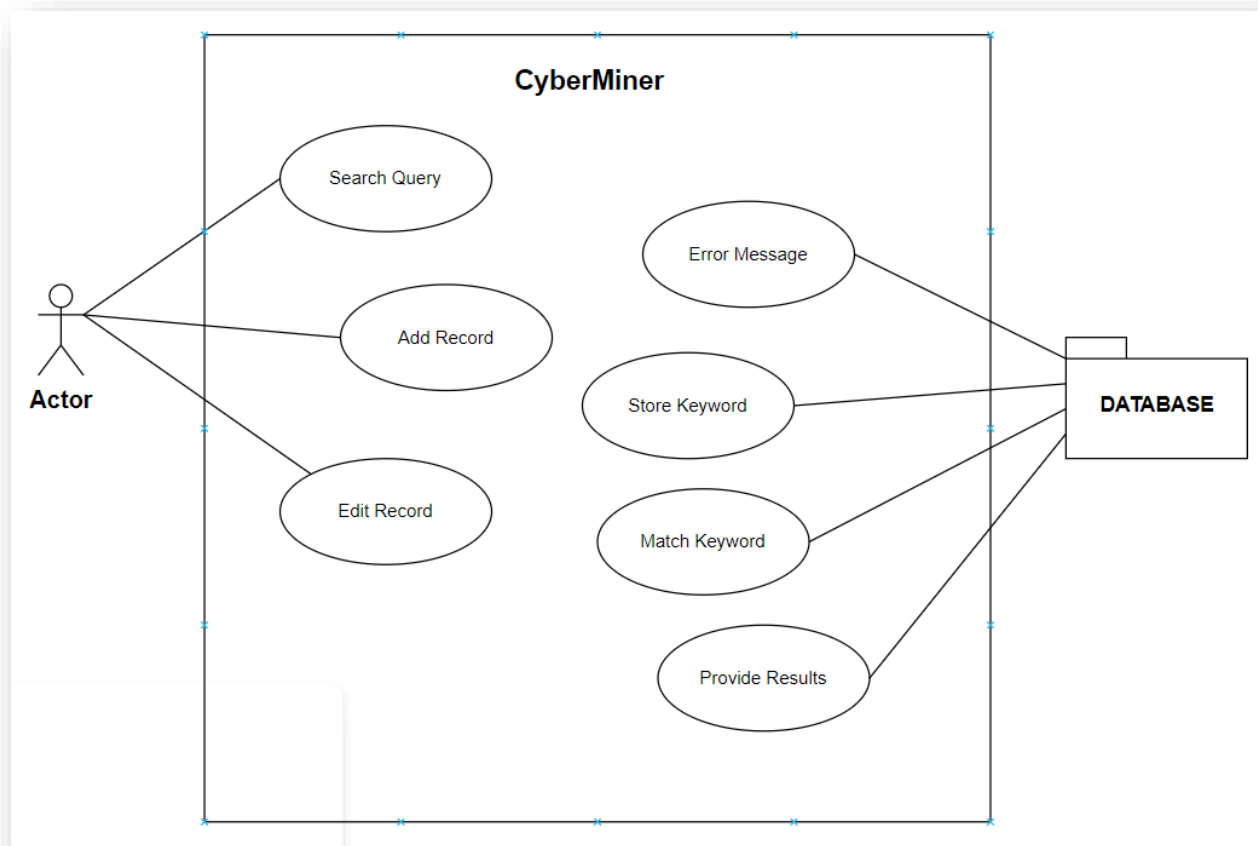 CyberMiner
Search Query
Error Message
Add Record
Actor
Store Keyword
DATABASE
Edit Record
Match Keyword
Provide Results